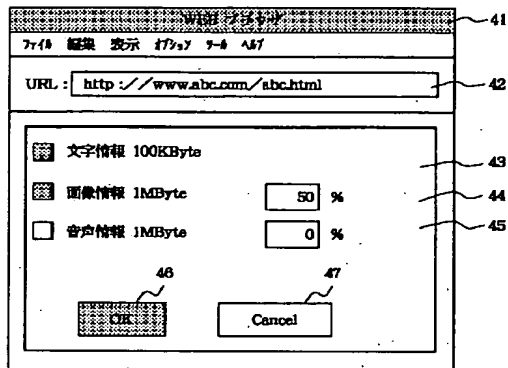 WEB ブラウザ 41
ファイル 編集 表示 オプション ツール ヘルプ
URL : http://www.abc.com/abc.html 42
文字情報 100KByte 43
画像情報 1MByte 50 % 44
音声情報 1MByte 0 % 45
46 47
OK Cancel